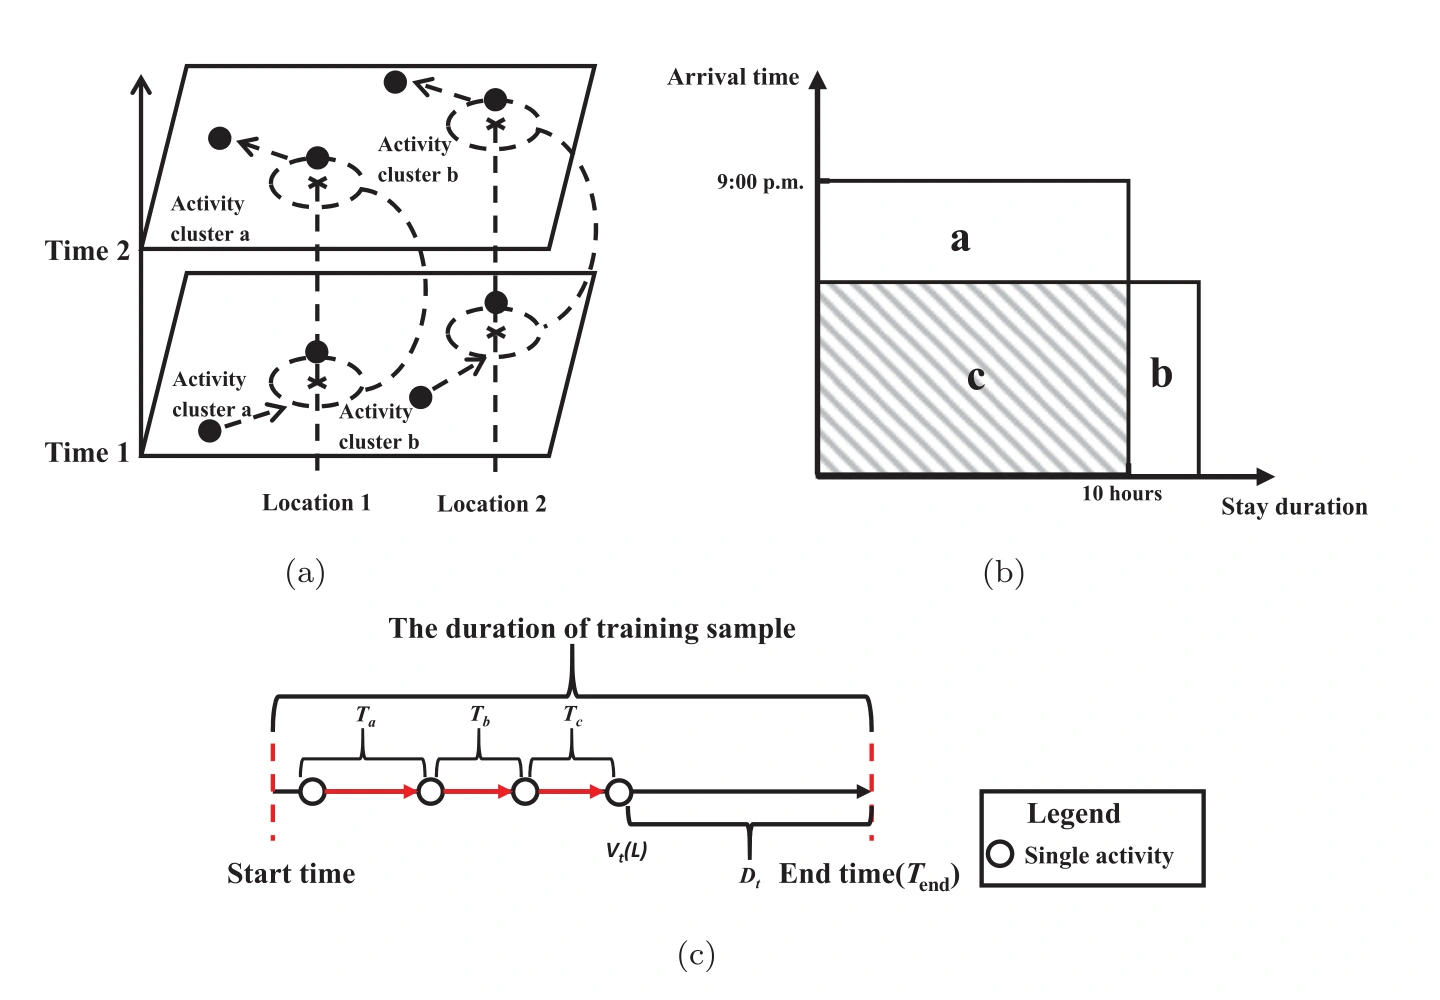 Activity
cluster b
Activity
cluster a
Time 2
Activity
cluster a
Activity
cluster b
Time 1
Location 1
Location 2
(a)
Arrival time
9:00 p.m.
a
c
b
10 hours
Stay duration
(b)
The duration of training sample
Ta
Tb
Tc
Vt(L)
Dt
Start time
End time(Tend)
Legend
Single activity
(c)